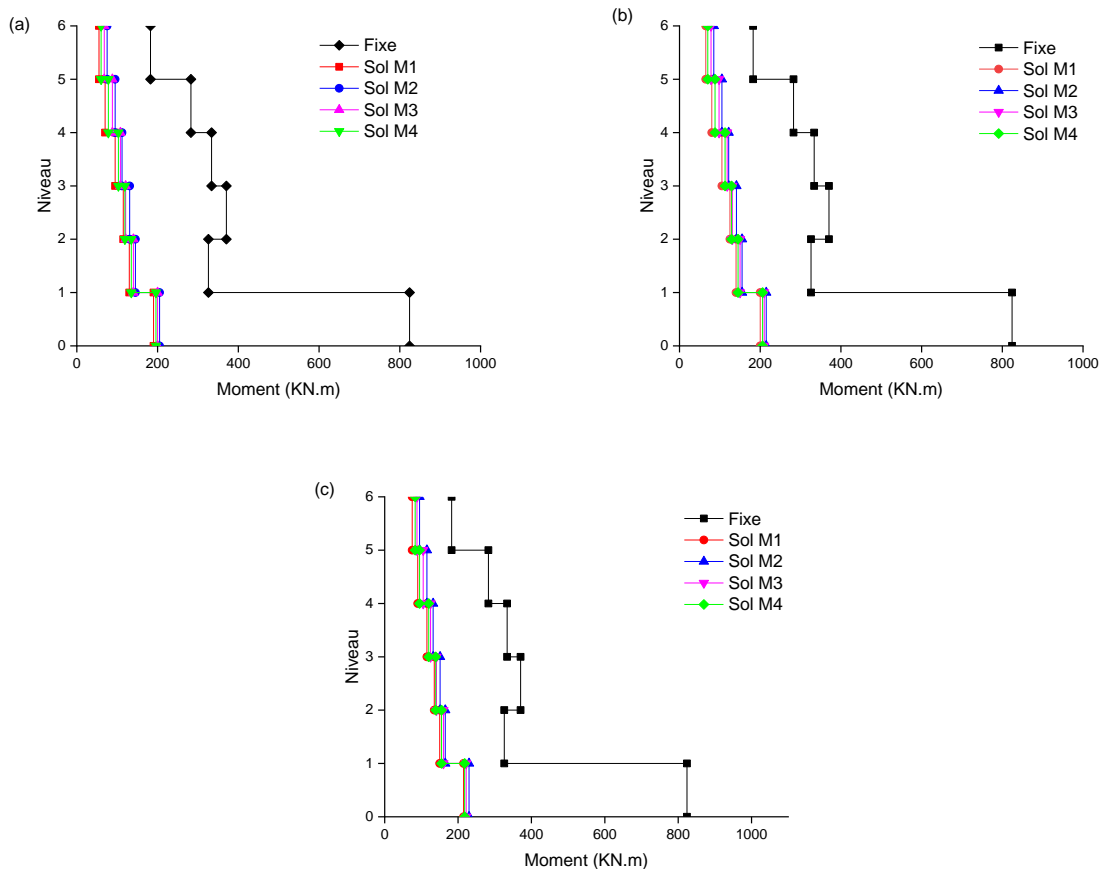 (a)
Fixe
Sol M1
Sol M2
Sol M3
Sol M4
Niveau
6
5
4
3
2
1
0
0 200 400 600 800 1000
Moment (KN.m)
(b)
Fixe
Sol M1
Sol M2
Sol M3
Sol M4
Niveau
6
5
4
3
2
1
0
0 200 400 600 800 1000
Moment (KN.m)
(c)
Fixe
Sol M1
Sol M2
Sol M3
Sol M4
Niveau
6
5
4
3
2
1
0
0 200 400 600 800 1000
Moment (KN.m)